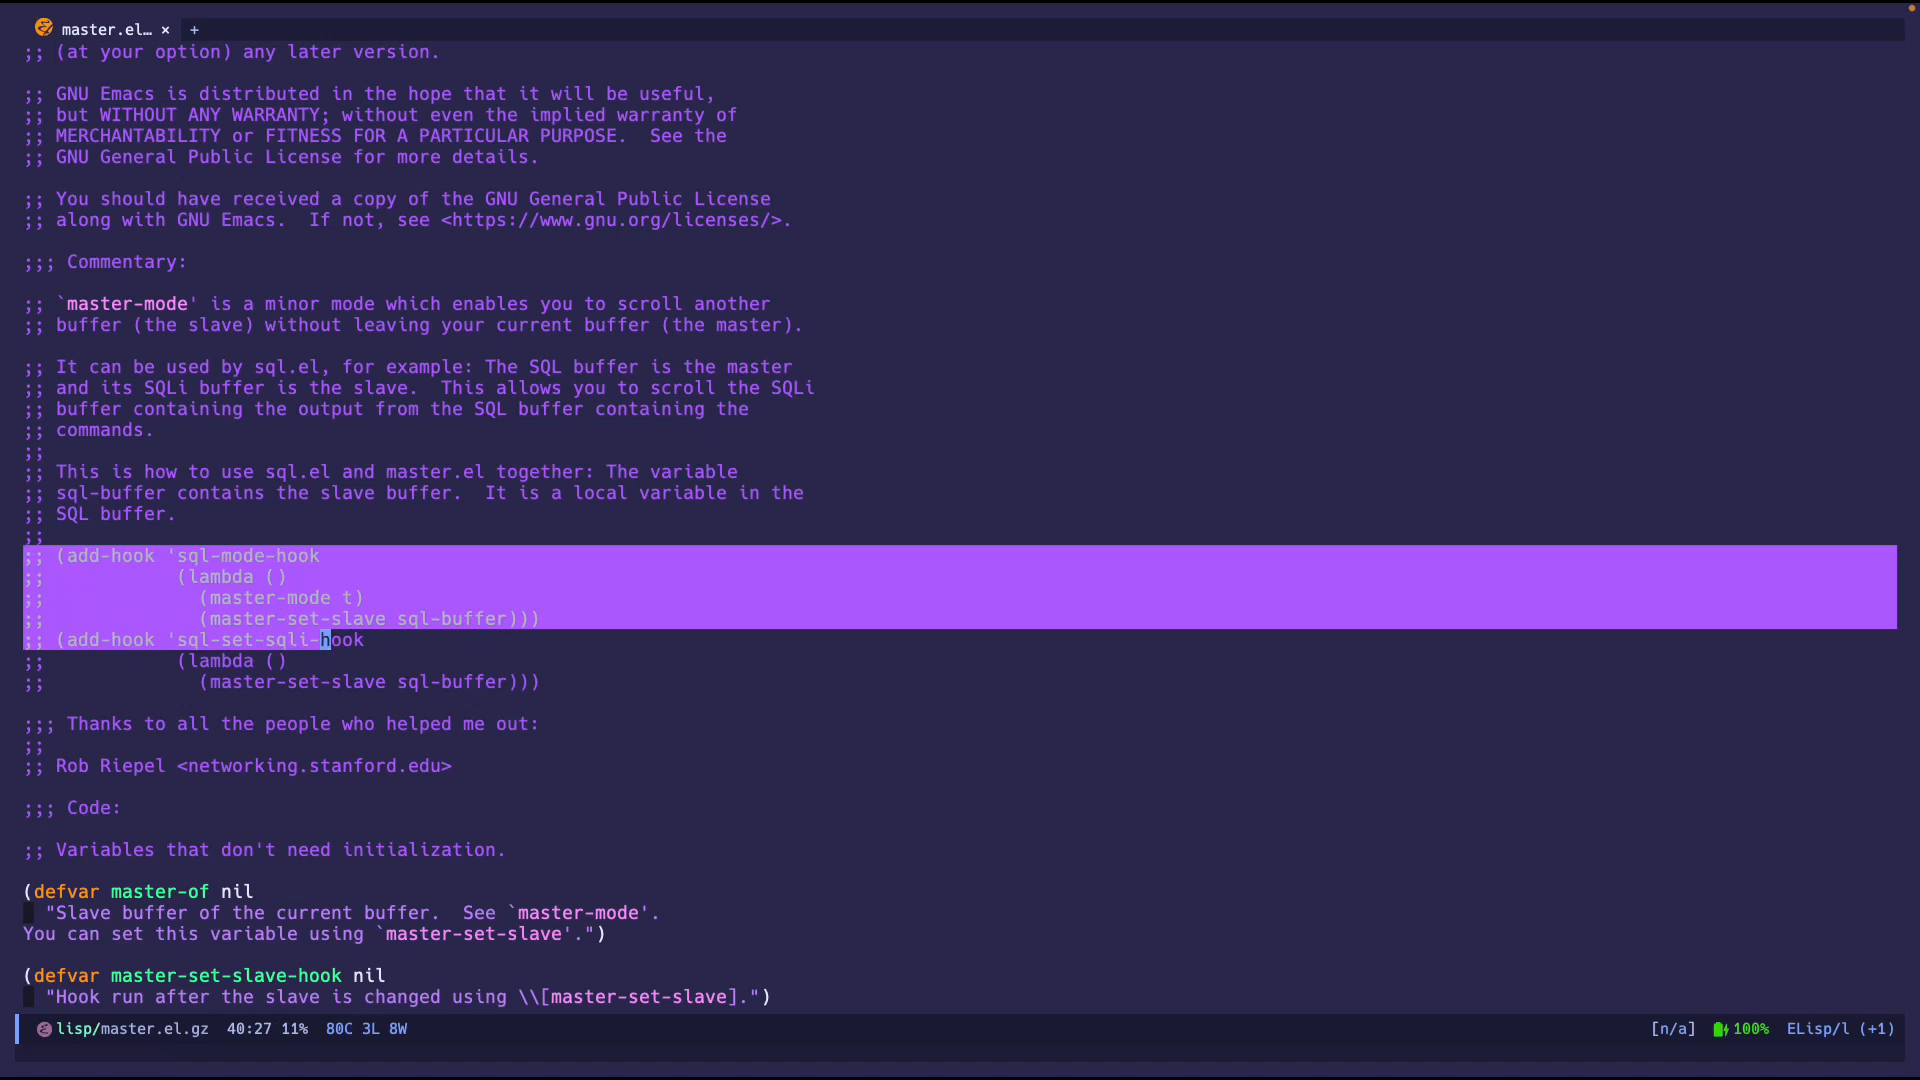 master.el… × +
;; (at your option) any later version.
;; GNU Emacs is distributed in the hope that it will be useful,
;; but WITHOUT ANY WARRANTY; without even the implied warranty of
;; MERCHANTABILITY or FITNESS FOR A PARTICULAR PURPOSE.  See the
;; GNU General Public License for more details.
;; You should have received a copy of the GNU General Public License
;; along with GNU Emacs.  If not, see <https://www.gnu.org/licenses/>.
;;; Commentary:
;; `master-mode' is a minor mode which enables you to scroll another
;; buffer (the slave) without leaving your current buffer (the master).
;; It can be used by sql.el, for example: The SQL buffer is the master
;; and its SQLi buffer is the slave.  This allows you to scroll the SQLi
;; buffer containing the output from the SQL buffer containing the
;; commands.
;;
;; This is how to use sql.el and master.el together: The variable
;; sql-buffer contains the slave buffer.  It is a local variable in the
;; SQL buffer.
;;
;; (add-hook 'sql-mode-hook
;;            (lambda ()
;;              (master-mode t)
;;              (master-set-slave sql-buffer)))
;; (add-hook 'sql-set-sqli-hook
;;            (lambda ()
;;              (master-set-slave sql-buffer)))
;;; Thanks to all the people who helped me out:
;;
;; Rob Riepel <networking.stanford.edu>
;;; Code:
;; Variables that don't need initialization.
(defvar master-of nil
  "Slave buffer of the current buffer.  See `master-mode'.
You can set this variable using `master-set-slave'.")
(defvar master-set-slave-hook nil
  "Hook run after the slave is changed using \\[master-set-slave].")
lisp/master.el.gz  40:27 11%  80C 3L 8W  [n/a]  100%  ELisp/l (+1)